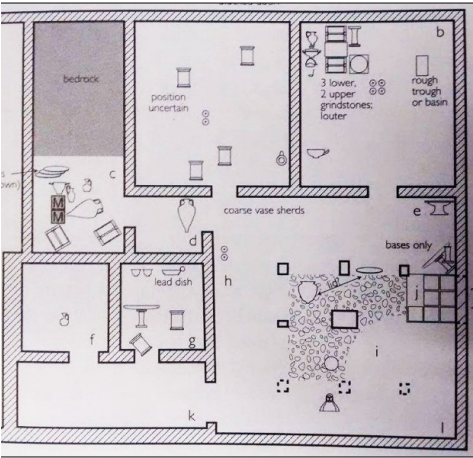 bedrock
position
uncertain
b
3 lower,
2 upper
grindstones;
louter
rough
trough
or basin
s
own)
c
M
M
d
coarse vase sherds
e
bases only
h
lead dish
j
f
g
i
k
l